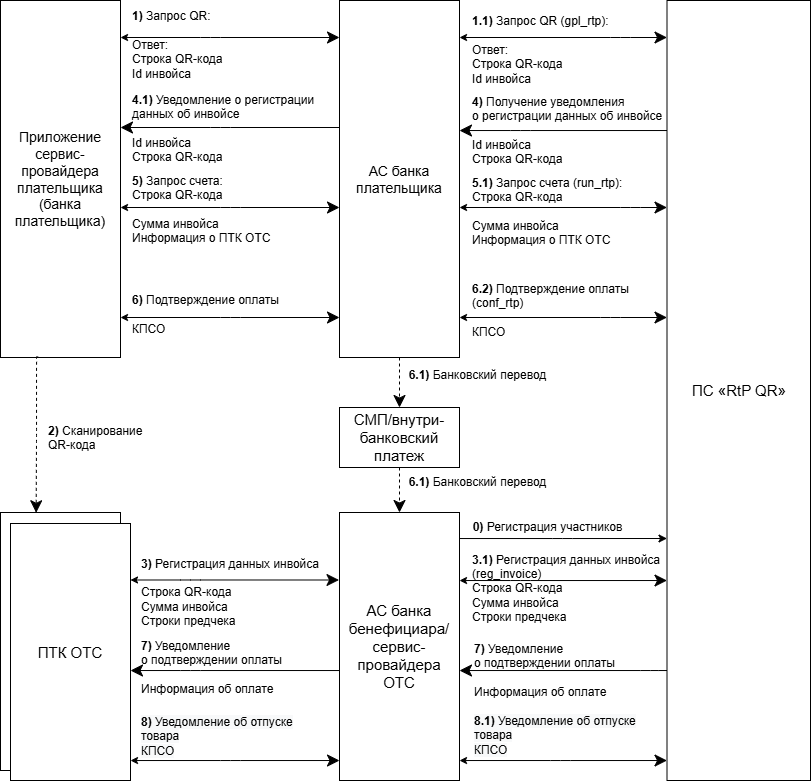 1) Запрос QR:
Ответ:
Строка QR-кода
Id инвойса
4.1) Уведомление о регистрации
данных об инвойсе
Id инвойса
Строка QR-кода
5) Запрос счета:
Строка QR-кода
Сумма инвойса
Информация о ПТК ОТС
6) Подтверждение оплаты
КПСО
1.1) Запрос QR (gpl_rtp):
Ответ:
Строка QR-кода
Id инвойса
4) Получение уведомления
о регистрации данных об инвойсе
Id инвойса
Строка QR-кода
5.1) Запрос счета (run_rtp):
Строка QR-кода
Сумма инвойса
Информация о ПТК ОТС
6.2) Подтверждение оплаты
(conf_rtp)
КПСО
Приложение
сервис-
провайдера
плательщика
(банка
плательщика)
АС банка
плательщика
ПС «RtP QR»
6.1) Банковский перевод
СМП/внутри-
банковский
платеж
6.1) Банковский перевод
2) Сканирование
QR-кода
0) Регистрация участников
3) Регистрация данных инвойса
Строка QR-кода
Сумма инвойса
Строки предчека
7) Уведомление
о подтверждении оплаты
Информация об оплате
8) Уведомление об отпуске
товара
КПСО
3.1) Регистрация данных инвойса
(reg_invoice)
Строка QR-кода
Сумма инвойса
Строки предчека
7) Уведомление
о подтверждении оплаты
Информация об оплате
8.1) Уведомление об отпуске
товара
КПСО
ПТК ОТС
АС банка
бенефициара/
сервис-
провайдера
ОТС